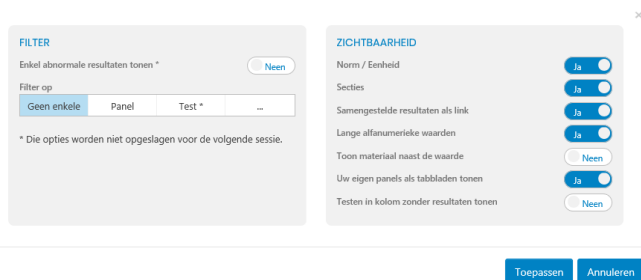 ×
FILTER
Enkel abnormale resultaten tonen * Neen
Filter op
Geen enkele Panel Test * ...
* Die opties worden niet opgeslagen voor de volgende sessie.
ZICHTBAARHEID
Norm / Eenheid Ja
Secties Ja
Samengestelde resultaten als link Ja
Lange alfanumerieke waarden Ja
Toon materiaal naast de waarde Neen
Uw eigen panels als tabbladen tonen Ja
Testen in kolom zonder resultaten tonen Neen
Toepassen Annuleren